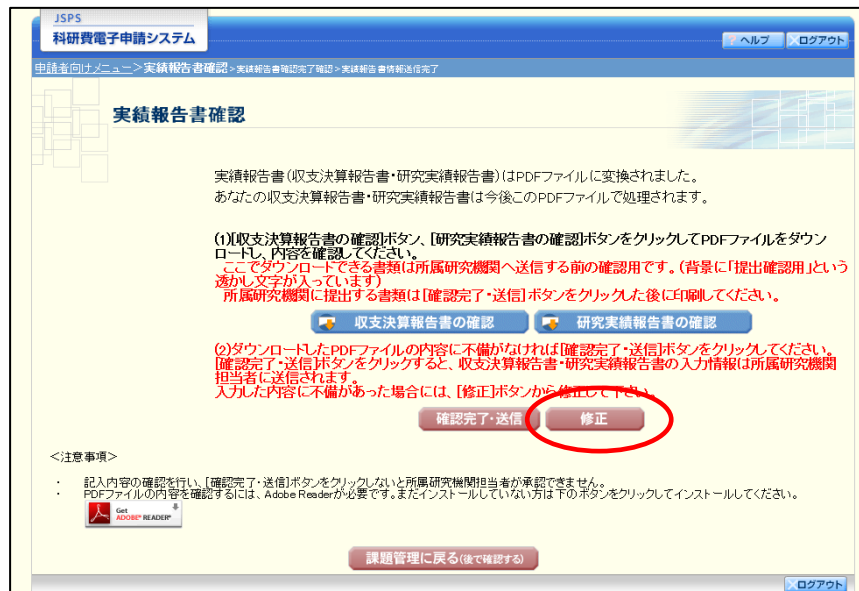 JSPS
科研費電子申請システム
? ヘルプ
×ログアウト
申請者向けメニュー>実績報告書確認>実績報告書確認完了確認>実績報告書情報送信完了
実績報告書確認
実績報告書(収支決算報告書・研究実績報告書)はPDFファイルに変換されました。
あなたの収支決算報告書・研究実績報告書は今後このPDFファイルで処理されます。
(1)[収支決算報告書の確認]ボタン、[研究実績報告書の確認]ボタンをクリックしてPDFファイルをダウン
ロードし、内容を確認してください。
ここでダウンロードできる書類は所属研究機関へ送信する前の確認用です。(背景に「提出確認用」という
透かし文字が入っています)
所属研究機関に提出する書類は[確認完了・送信]ボタンをクリックした後に印刷してください。
収支決算報告書の確認
研究実績報告書の確認
(2)ダウンロードしたPDFファイルの内容に不備がなければ[確認完了・送信]ボタンをクリックしてください。
[確認完了・送信]ボタンをクリックすると、収支決算報告書・研究実績報告書の入力情報は所属研究機関
担当者に送信されます。
入力した内容に不備があった場合には、[修正]ボタンから修正して下さい。
確認完了・送信
修正
<注意事項>
・ 記入内容の確認を行い、[確認完了・送信]ボタンをクリックしないと所属研究機関担当者が承認できません。
・ PDFファイルの内容を確認するには、Adobe Readerが必要です。まだインストールしていない方は下のボタンをクリックしてインストールしてください。
Get
ADOBE® READER®
課題管理に戻る(後で確認する)
×ログアウト